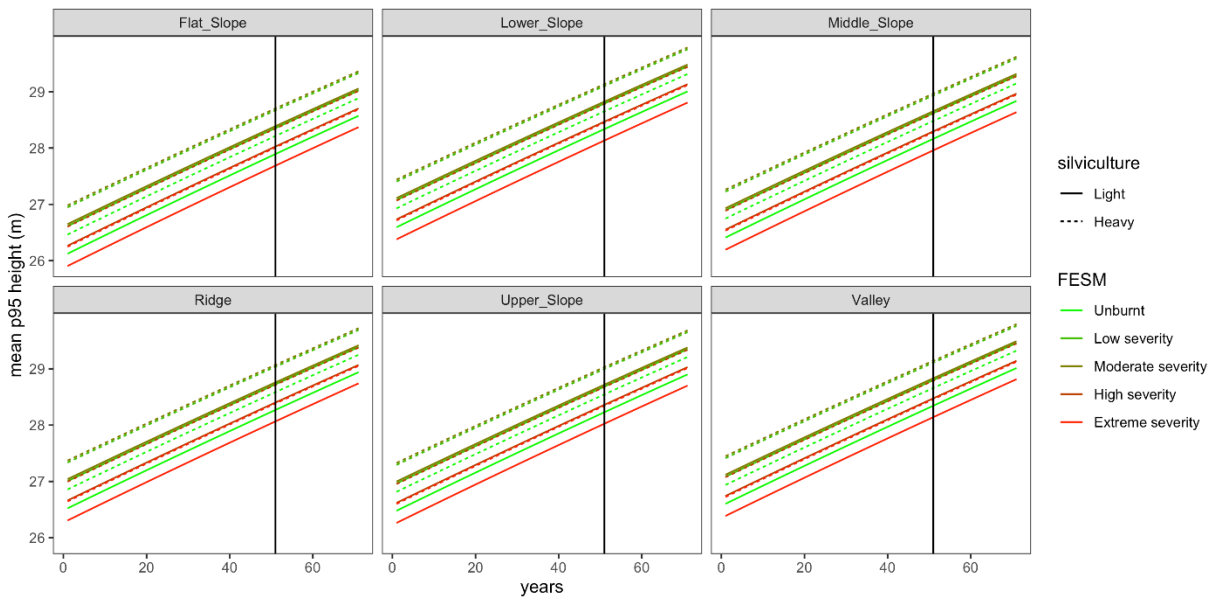 Flat_Slope
Lower_Slope
Middle_Slope
29
28
27
26
Ridge
Upper_Slope
Valley
29
28
27
26
0
20
40
60
0
20
40
60
0
20
40
60
mean p95 height (m)
years
silviculture
Light
Heavy
FESM
Unburnt
Low severity
Moderate severity
High severity
Extreme severity